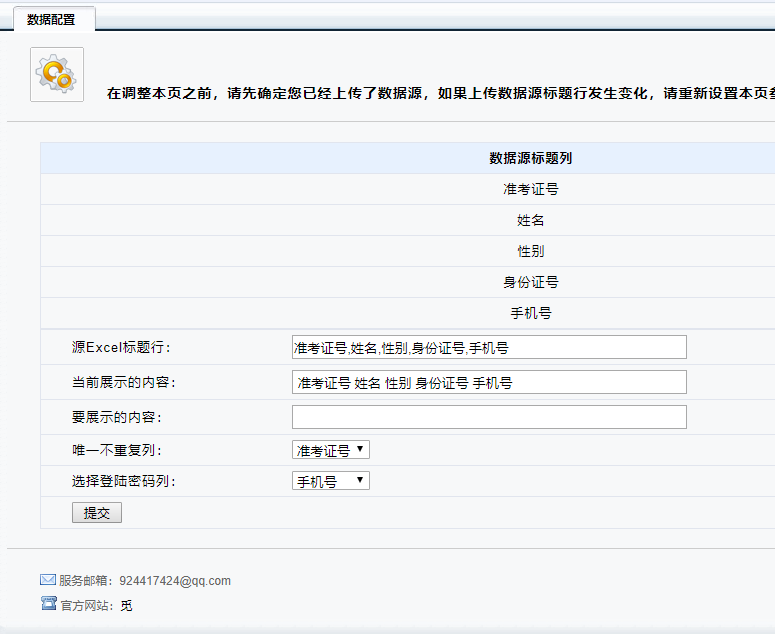 数据配置
在调整本页之前，请先确定您已经上传了数据源，如果上传数据源标题行发生变化，请重新设置本页
数据源标题列
准考证号
姓名
性别
身份证号
手机号
源Excel标题行： 准考证号,姓名,性别,身份证号,手机号
当前展示的内容： 准考证号 姓名 性别 身份证号 手机号
要展示的内容：
唯一不重复列： 准考证号
选择登陆密码列： 手机号
提交
服务邮箱：924417424@qq.com
官方网站：